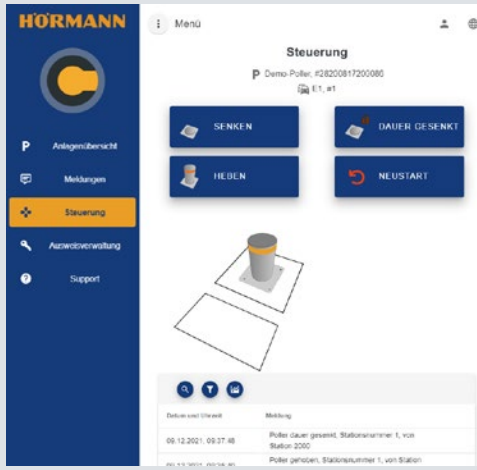 HÖRMANN
Menü
Steuerung
P Demo-Poller, #28200817200086
E1, #1
SENKEN
DAUER GESENKT
HEBEN
NEUSTART
P Anlagenübersicht
Meldungen
Steuerung
Ausweisverwaltung
Support
Datum und Uhrzeit
Meldung
06.12.2021, 09:37:48
Poller dauer gesenkt, Stationsnummer 1, von
Station 2000
Poller gehoben, Stationsnummer 1, von Station